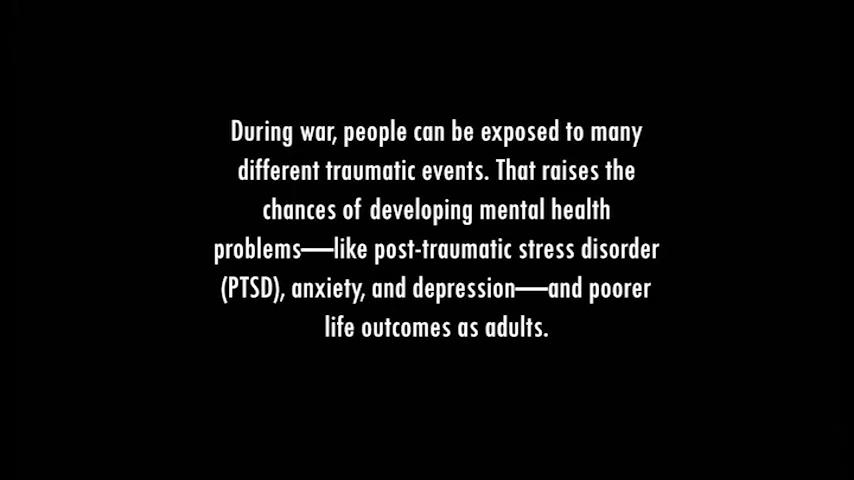 During war, people can be exposed to many
different traumatic events. That raises the
chances of developing mental health
problems—like post-traumatic stress disorder
(PTSD), anxiety, and depression—and poorer
life outcomes as adults.